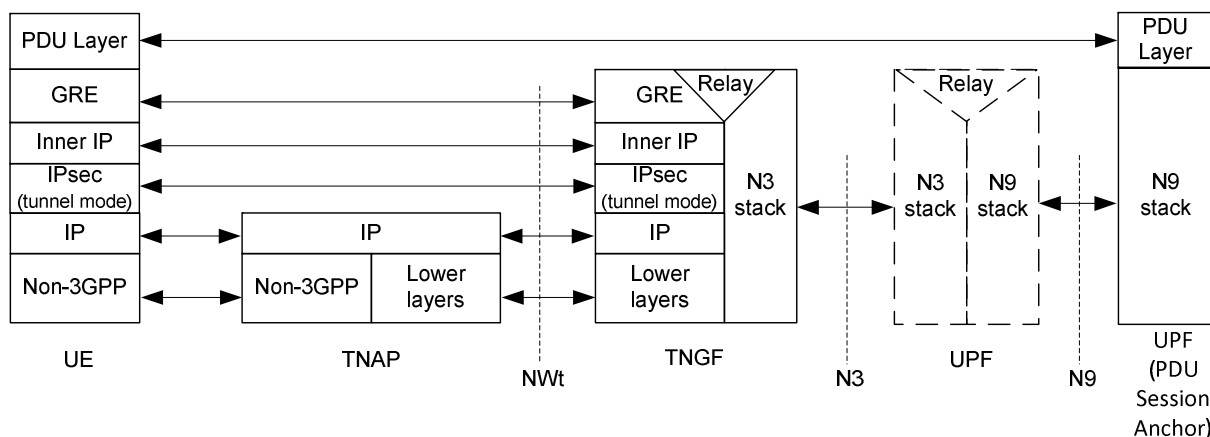 PDU Layer
PDU
Layer
GRE
GRE
Relay
Relay
Inner IP
Inner IP
IPsec
(tunnel mode)
IPsec
(tunnel mode)
N3
stack
N3
stack
N9
stack
N9
stack
IP
IP
IP
Non-3GPP
Non-3GPP
Lower
layers
Lower
layers
UE
TNAP
NWt
TNGF
N3
UPF
N9
UPF
(PDU
Session
Anchor)